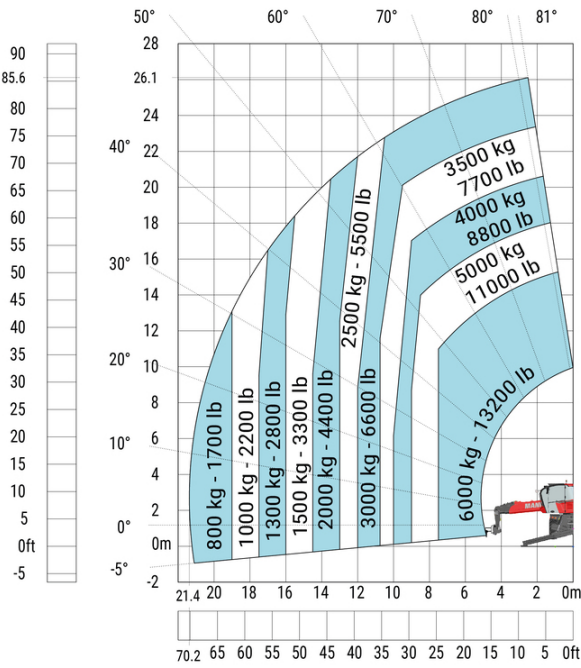 50° 60° 70° 80° 81°
90 28
85.6 26.1
80 24
75 40° 22
70
65 20
60 18
55
50 30° 16
45 14
40 12
35
30 20° 10
25 8
20 10° 6
15 4
10
5 0° 2
0ft 0m
-5 -5° -2
3500 kg
7700 lb
4000 kg
8800 lb
5000 kg
11000 lb
6000 kg - 13200 lb
2500 kg - 5500 lb
3000 kg - 6600 lb
2000 kg - 4400 lb
1500 kg - 3300 lb
1300 kg - 2800 lb
1000 kg - 2200 lb
800 kg - 1700 lb
21.4 20 18 16 14 12 10 8 6 4 2 0m
70.2 65 60 55 50 45 40 35 30 25 20 15 10 5 0ft